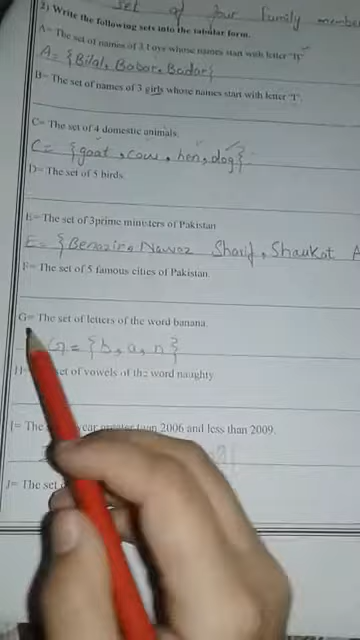 set of four family member
2) Write the following sets into the tabular form.
A= The set of names of 3 boys whose names start with letter "B"
A= {Bilal, Babar, Badar}
B= The set of names of 3 girls whose names start with letter "I".
C= The set of 4 domestic animals.
C= {goat, cow, hen, dog}
D= The set of 5 birds.
E= The set of 3prime ministers of Pakistan
E= {Benazir, Nawaz Sharif, Shaukat A
F= The set of 5 famous cities of Pakistan.
G= The set of letters of the word banana.
G= {b, a, n}
H= set of vowels of the word naughty.
I= The year greater than 2006 and less than 2009.
J= The set